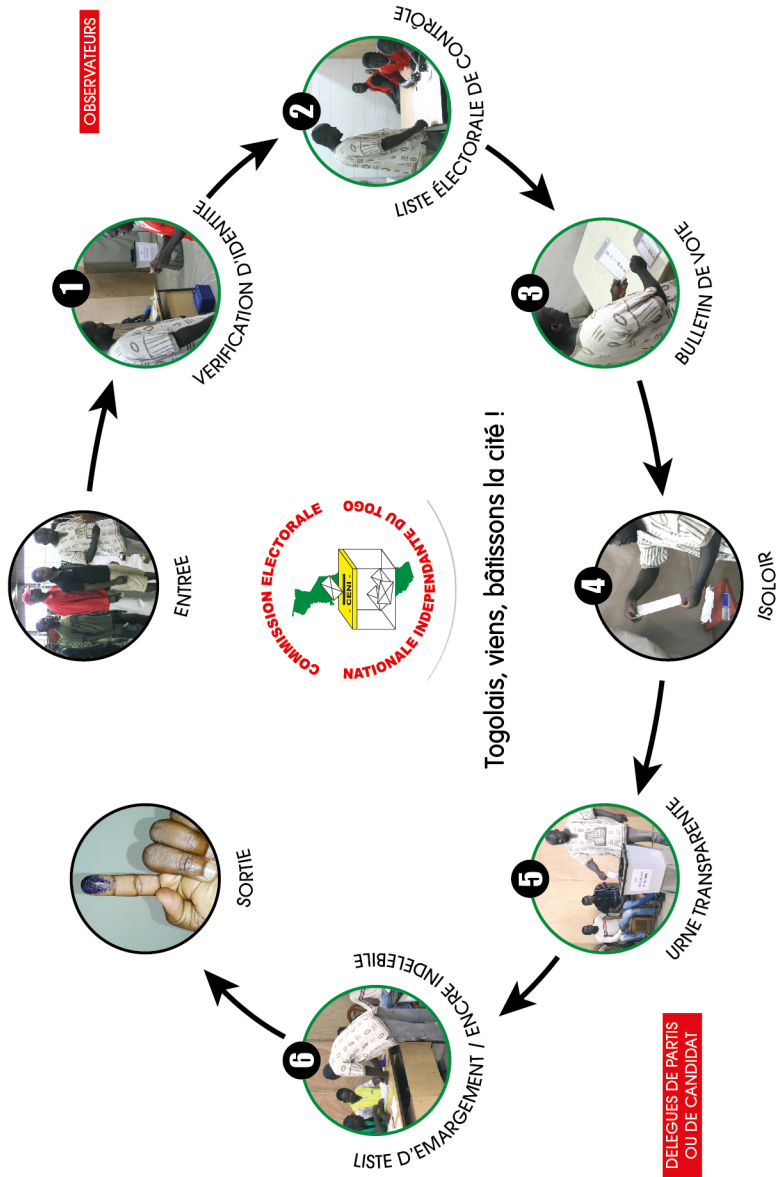 OBSERVATEURS
ENTREE
1
VERIFICATION D'IDENTITE
2
LISTE ÉLECTORALE DE CONTRÔLE
3
BULLETIN DE VOTE
4
ISOLOIR
5
URNE TRANSPARENTE
6
LISTE D'EMARGEMENT / ENCRE INDELEBILE
SORTIE
COMMISSION ELECTORALE
NATIONALE INDEPENDANTE DU TOGO
CENI
Togolais, viens, bâtissons la cité !
DELEGUES DE PARTIS
OU DE CANDIDAT